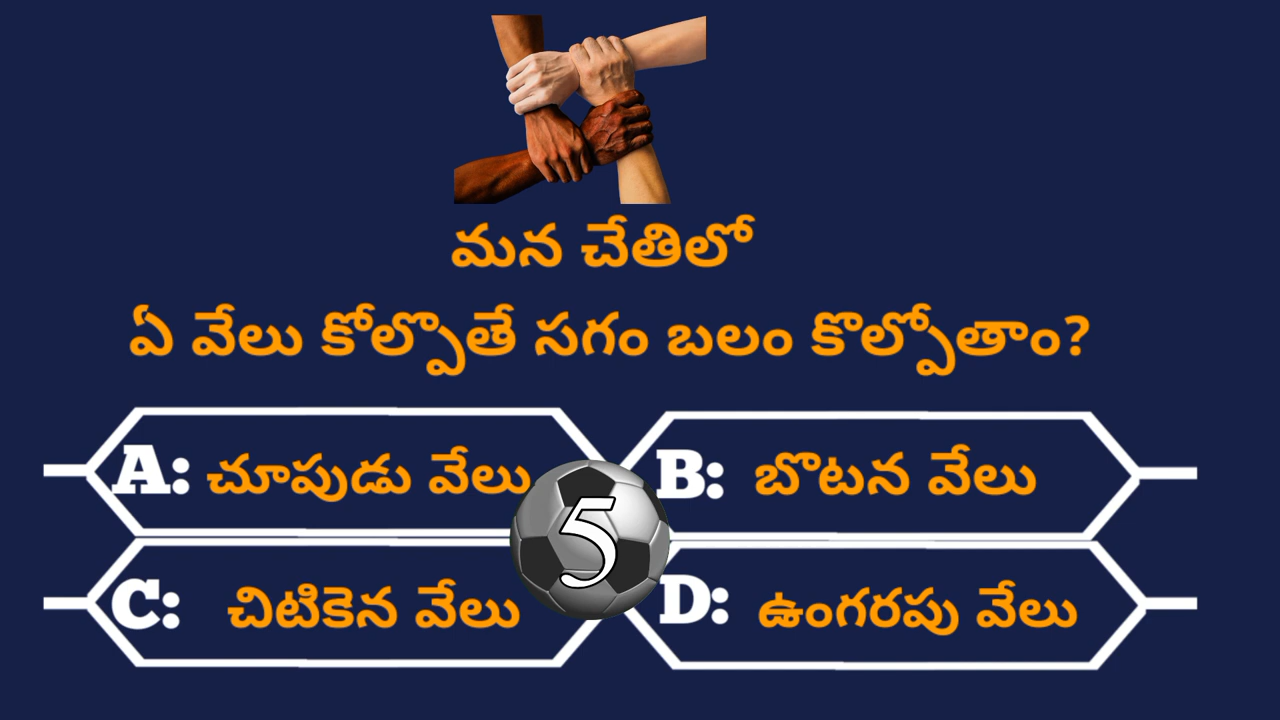 మన చేతిలో
ఏ వేలు కోల్పొతే సగం బలం కొల్పోతాం?
A: చూపుడు వేలు
B: బొటన వేలు
5
C: చిటికెన వేలు
D: ఉంగరపు వేలు